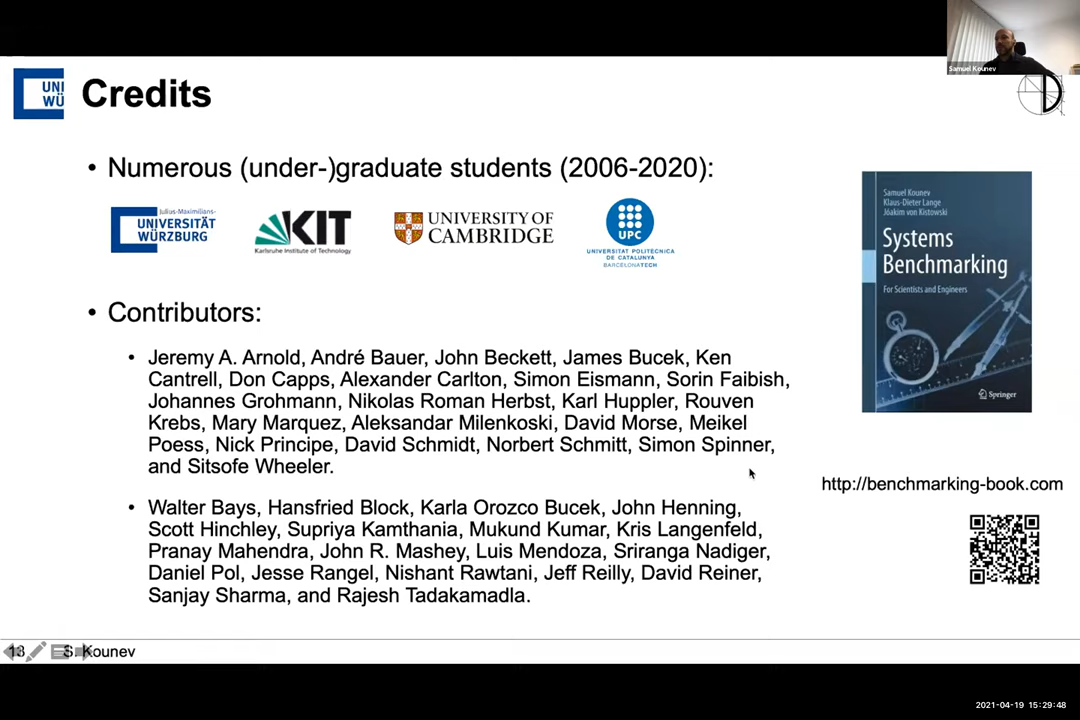 Samuel Kounev
UNI
WÜ
Credits
• Numerous (under-)graduate students (2006-2020):
Julius-Maximilians-
UNIVERSITÄT
WÜRZBURG
KIT
Karlsruhe Institute of Technology
UNIVERSITY OF
CAMBRIDGE
UPC
UNIVERSITAT POLITÈCNICA
DE CATALUNYA
BARCELONATECH
• Contributors:
• Jeremy A. Arnold, André Bauer, John Beckett, James Bucek, Ken
Cantrell, Don Capps, Alexander Carlton, Simon Eismann, Sorin Faibish,
Johannes Grohmann, Nikolas Roman Herbst, Karl Huppler, Rouven
Krebs, Mary Marquez, Aleksandar Milenkoski, David Morse, Meikel
Poess, Nick Principe, David Schmidt, Norbert Schmitt, Simon Spinner,
and Sitsofe Wheeler.
• Walter Bays, Hansfried Block, Karla Orozco Bucek, John Henning,
Scott Hinchley, Supriya Kamthania, Mukund Kumar, Kris Langenfeld,
Pranay Mahendra, John R. Mashey, Luis Mendoza, Sriranga Nadiger,
Daniel Pol, Jesse Rangel, Nishant Rawtani, Jeff Reilly, David Reiner,
Sanjay Sharma, and Rajesh Tadakamadla.
Samuel Kounev
Klaus-Dieter Lange
Jóakim von Kistowski
Systems
Benchmarking
For Scientists and Engineers
Springer
http://benchmarking-book.com
13
S. Kounev
2021-04-19 15:29:48